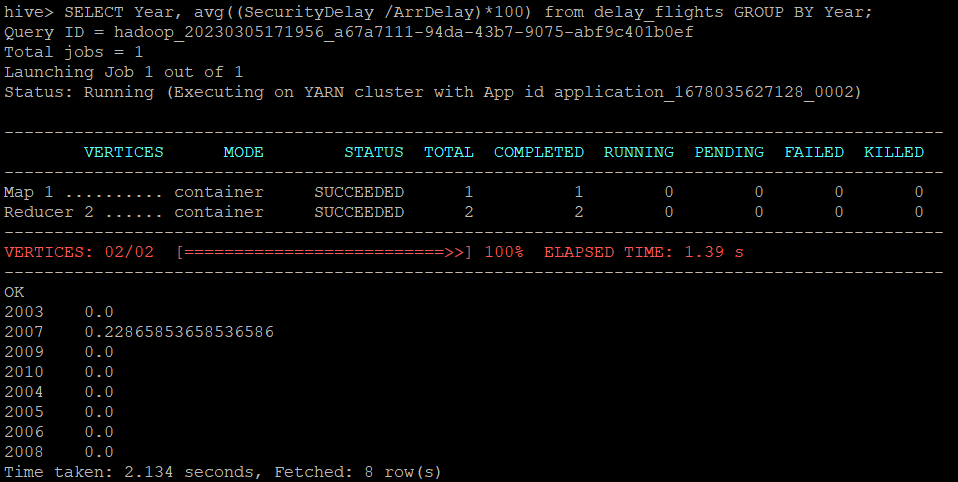 hive> SELECT Year, avg((SecurityDelay /ArrDelay)*100) from delay_flights GROUP BY Year;
Query ID = hadoop_20230305171956_a67a7111-94da-43b7-9075-abf9c401b0ef
Total jobs = 1
Launching Job 1 out of 1
Status: Running (Executing on YARN cluster with App id application_1678035627128_0002)
----------------------------------------------------------------------------------------------
        VERTICES      MODE        STATUS  TOTAL  COMPLETED  RUNNING  PENDING  FAILED  KILLED
----------------------------------------------------------------------------------------------
Map 1 .......... container     SUCCEEDED      1          1        0        0       0       0
Reducer 2 ...... container     SUCCEEDED      2          2        0        0       0       0
----------------------------------------------------------------------------------------------
VERTICES: 02/02  [==========================>>] 100%  ELAPSED TIME: 1.39 s
----------------------------------------------------------------------------------------------
OK
2003    0.0
2007    0.22865853658536586
2009    0.0
2010    0.0
2004    0.0
2005    0.0
2006    0.0
2008    0.0
Time taken: 2.134 seconds, Fetched: 8 row(s)